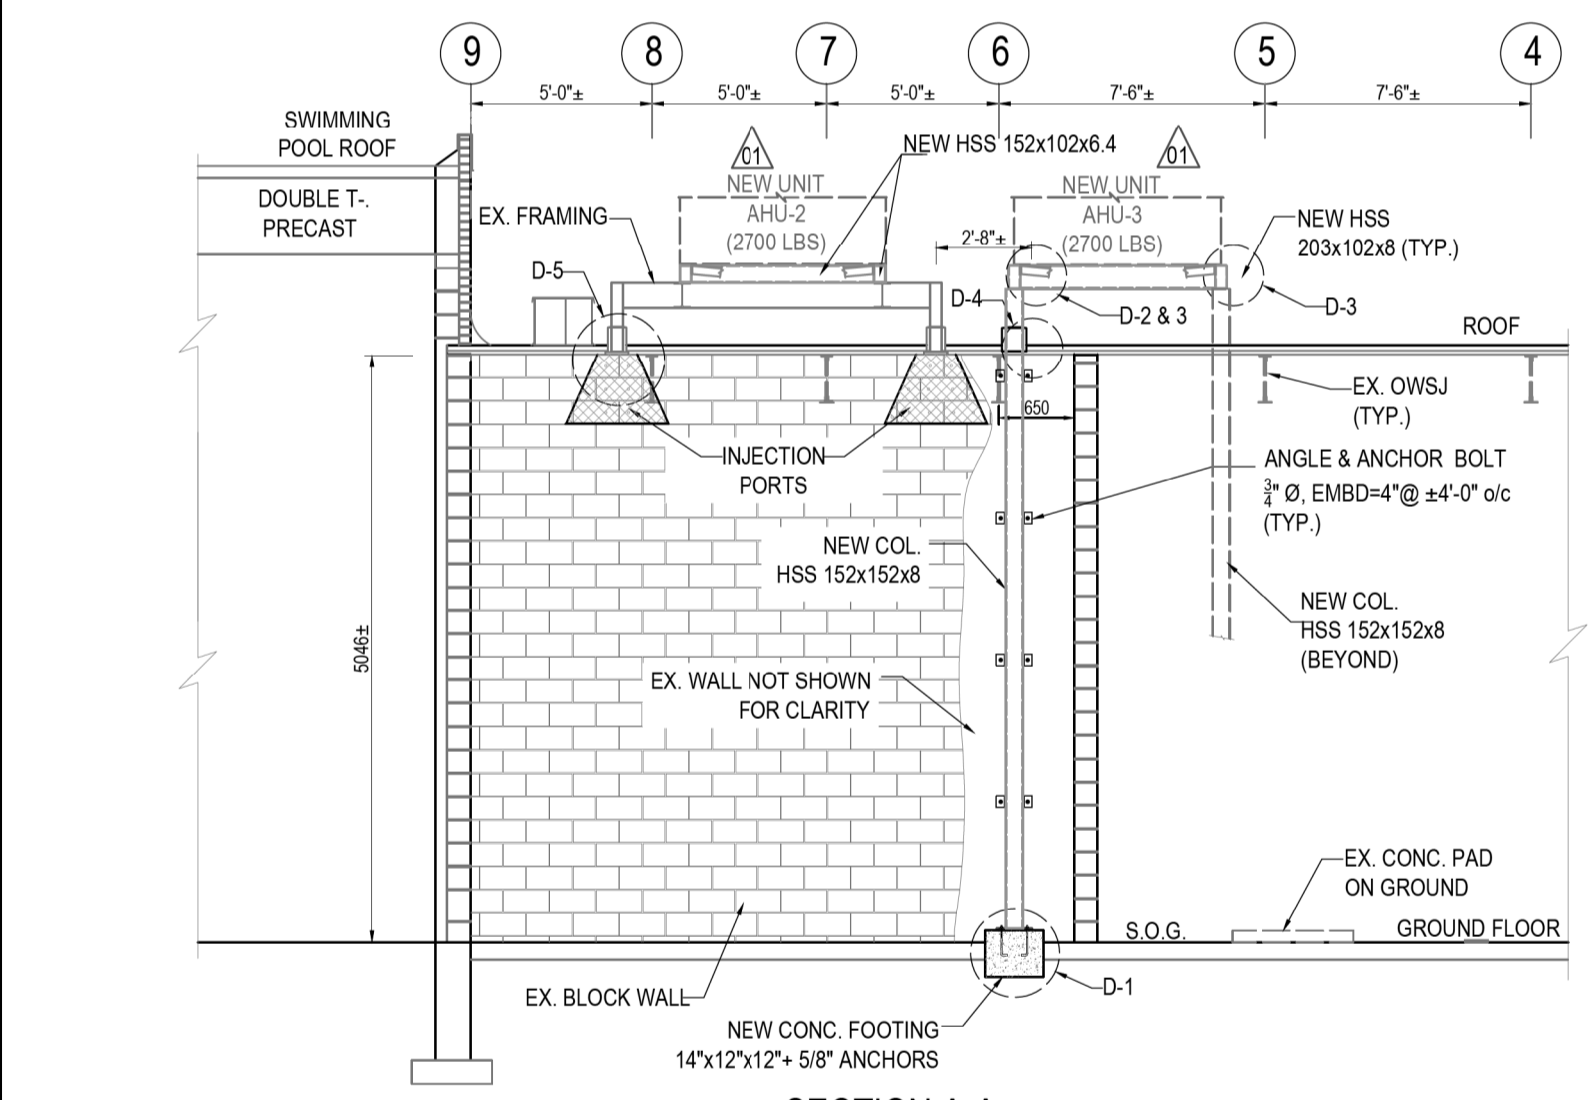 9 8 7 6 5 4
5'-0"± 5'-0"± 5'-0"± 7'-6"± 7'-6"±
SWIMMING
POOL ROOF
DOUBLE T-.
PRECAST
NEW HSS 152x102x6.4
01
01
NEW UNIT
AHU-2
(2700 LBS)
NEW UNIT
AHU-3
(2700 LBS)
EX. FRAMING
2'-8"±
NEW HSS
203x102x8 (TYP.)
D-5
D-4
D-2 & 3
D-3
ROOF
EX. OWSJ
(TYP.)
650
INJECTION
PORTS
ANGLE & ANCHOR BOLT
3/4" Ø, EMBD=4"@ ±4'-0" o/c
(TYP.)
NEW COL.
HSS 152x152x8
NEW COL.
HSS 152x152x8
(BEYOND)
5046±
EX. WALL NOT SHOWN
FOR CLARITY
EX. CONC. PAD
ON GROUND
S.O.G.
GROUND FLOOR
EX. BLOCK WALL
D-1
NEW CONC. FOOTING
14"x12"x12"+ 5/8" ANCHORS